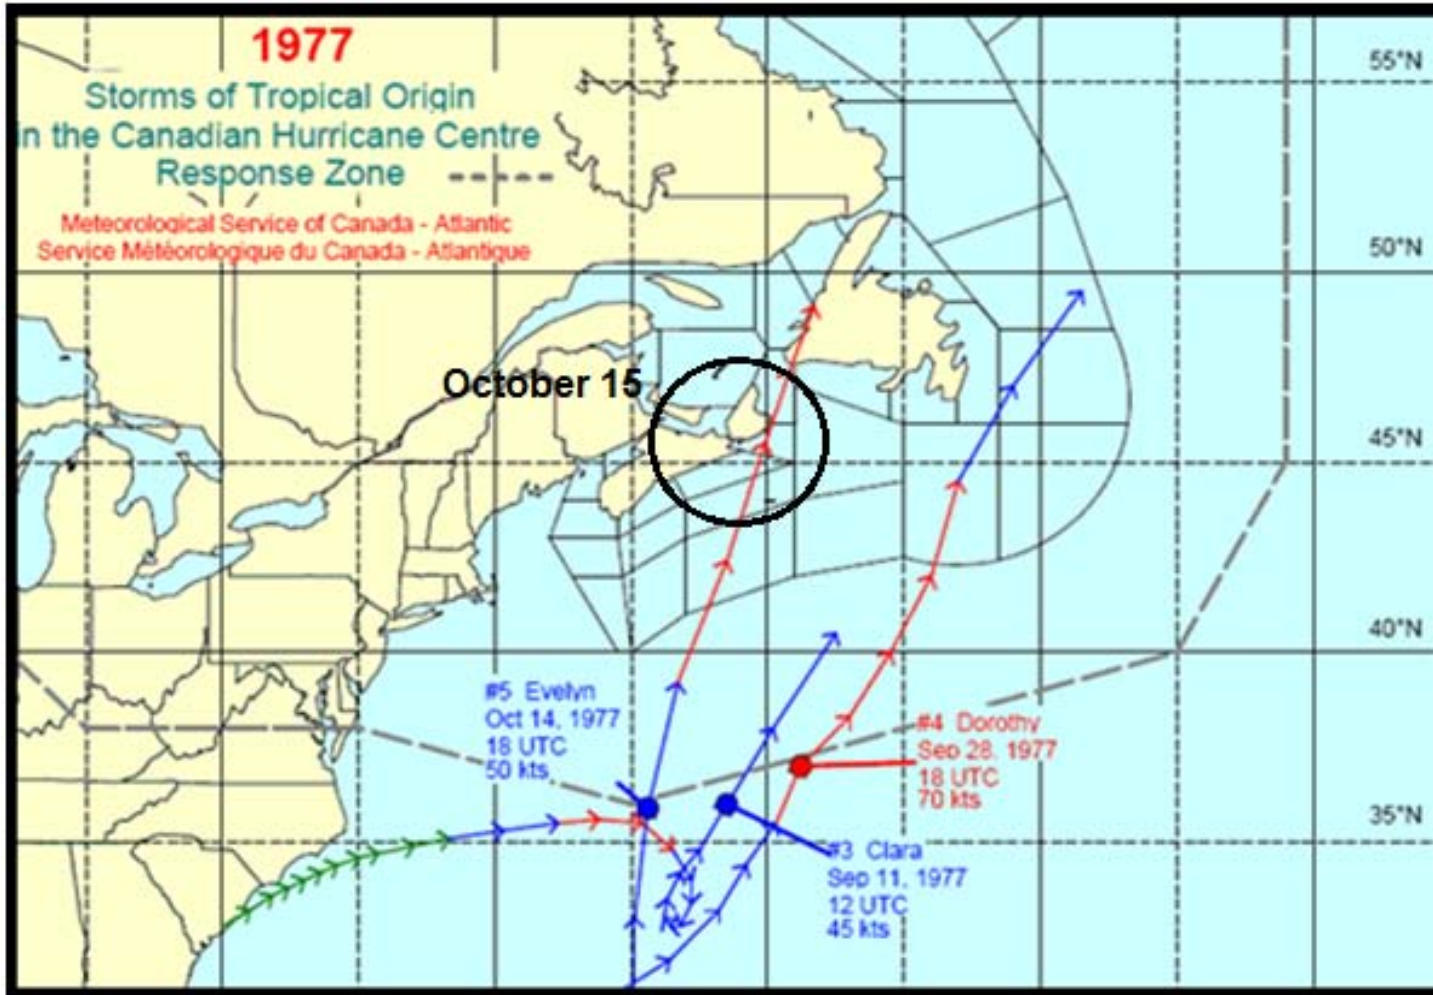 1977
Storms of Tropical Origin
in the Canadian Hurricane Centre
Response Zone
Meteorological Service of Canada - Atlantic
Service Météorologique du Canada - Atlantique
55°N
50°N
October 15
45°N
40°N
#5 Evelyn
Oct 14, 1977
18 UTC
50 kts
#4 Dorothy
Sep 28, 1977
18 UTC
70 kts
35°N
#3 Clara
Sep 11, 1977
12 UTC
45 kts